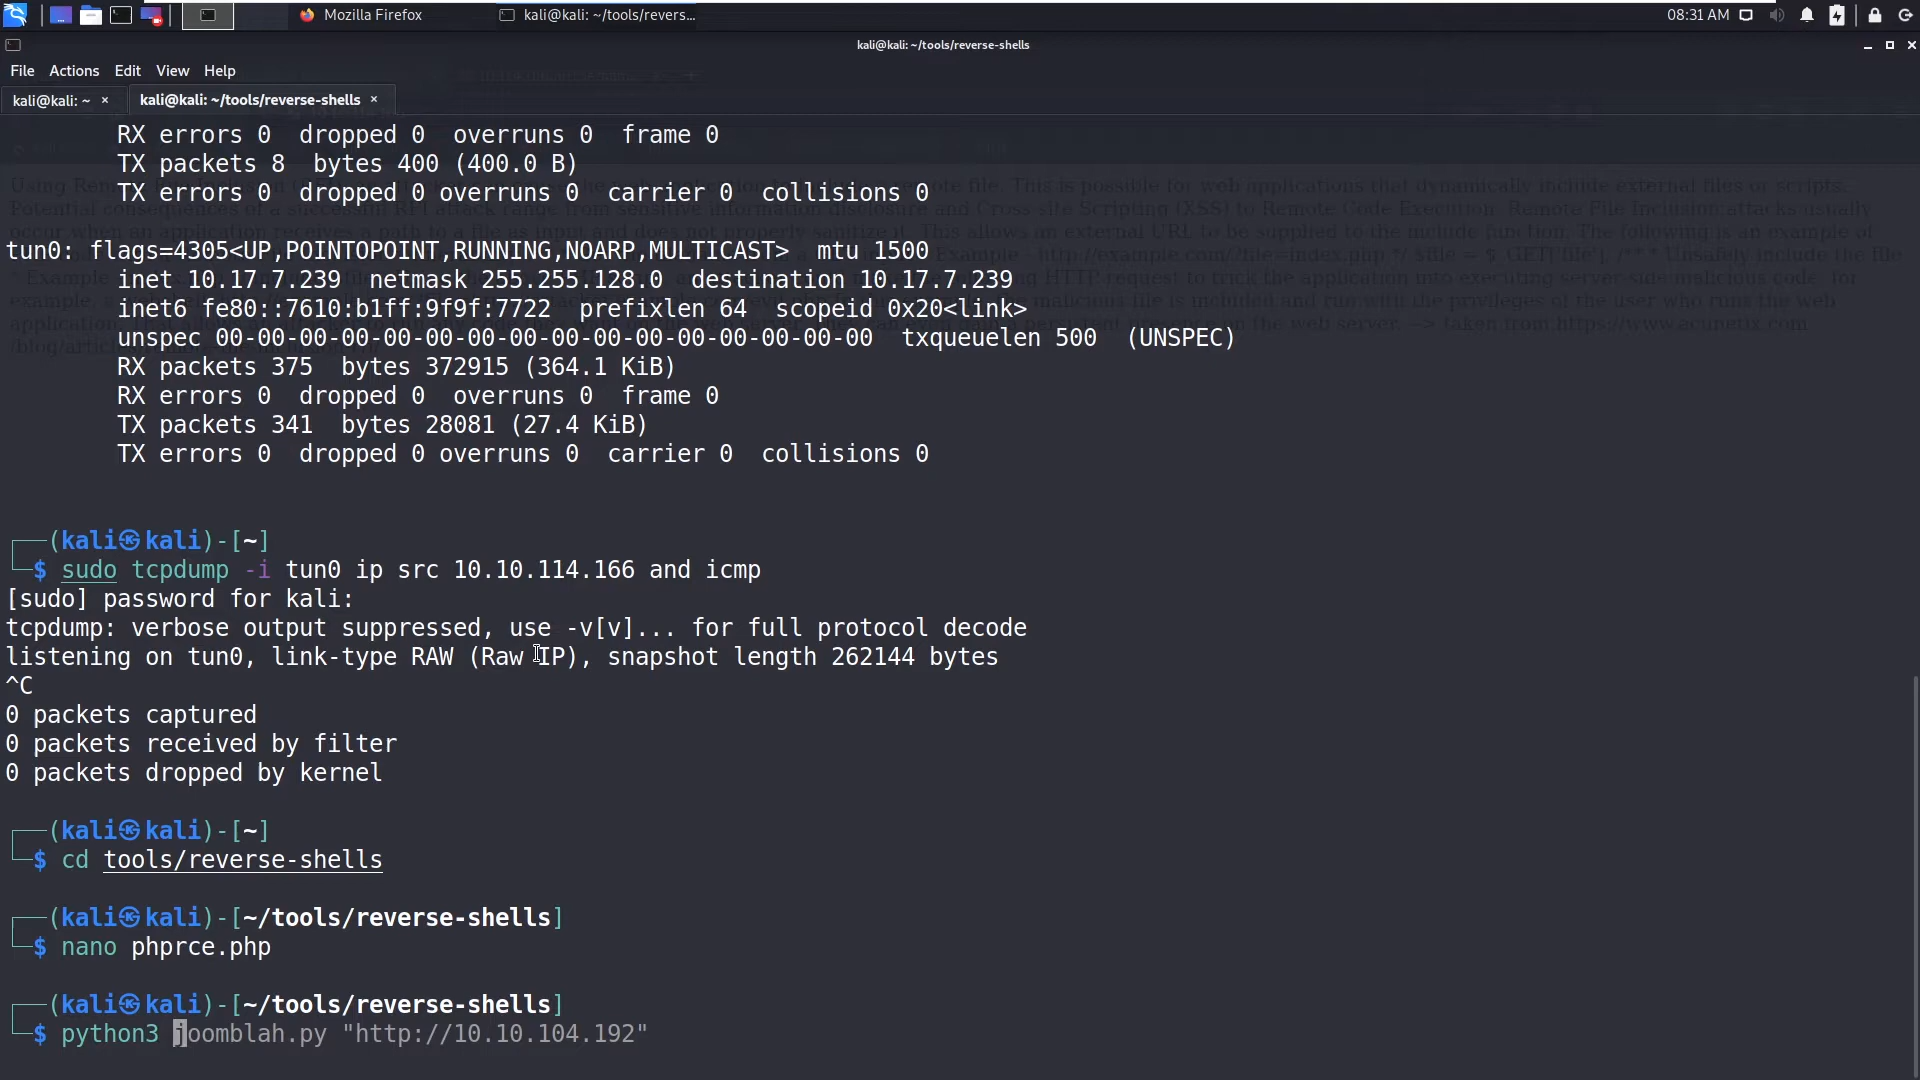 Mozilla Firefox
kali@kali: ~/tools/revers...
08:31 AM
kali@kali: ~/tools/reverse-shells
File Actions Edit View Help
kali@kali: ~ ×
kali@kali: ~/tools/reverse-shells ×
RX errors 0  dropped 0  overruns 0  frame 0
TX packets 8  bytes 400 (400.0 B)
TX errors 0  dropped 0 overruns 0  carrier 0  collisions 0
tun0: flags=4305<UP,POINTOPOINT,RUNNING,NOARP,MULTICAST>  mtu 1500
inet 10.17.7.239  netmask 255.255.128.0  destination 10.17.7.239
inet6 fe80::7610:b1ff:9f9f:7722  prefixlen 64  scopeid 0x20<link>
unspec 00-00-00-00-00-00-00-00-00-00-00-00-00-00-00-00  txqueuelen 500  (UNSPEC)
RX packets 375  bytes 372915 (364.1 KiB)
RX errors 0  dropped 0  overruns 0  frame 0
TX packets 341  bytes 28081 (27.4 KiB)
TX errors 0  dropped 0 overruns 0  carrier 0  collisions 0
┌──(kali㉿kali)-[~]
└─$ sudo tcpdump -i tun0 ip src 10.10.114.166 and icmp
[sudo] password for kali:
tcpdump: verbose output suppressed, use -v[v]... for full protocol decode
listening on tun0, link-type RAW (Raw IP), snapshot length 262144 bytes
^C
0 packets captured
0 packets received by filter
0 packets dropped by kernel
┌──(kali㉿kali)-[~]
└─$ cd tools/reverse-shells
┌──(kali㉿kali)-[~/tools/reverse-shells]
└─$ nano phprce.php
┌──(kali㉿kali)-[~/tools/reverse-shells]
└─$ python3 joomblah.py "http://10.10.104.192"